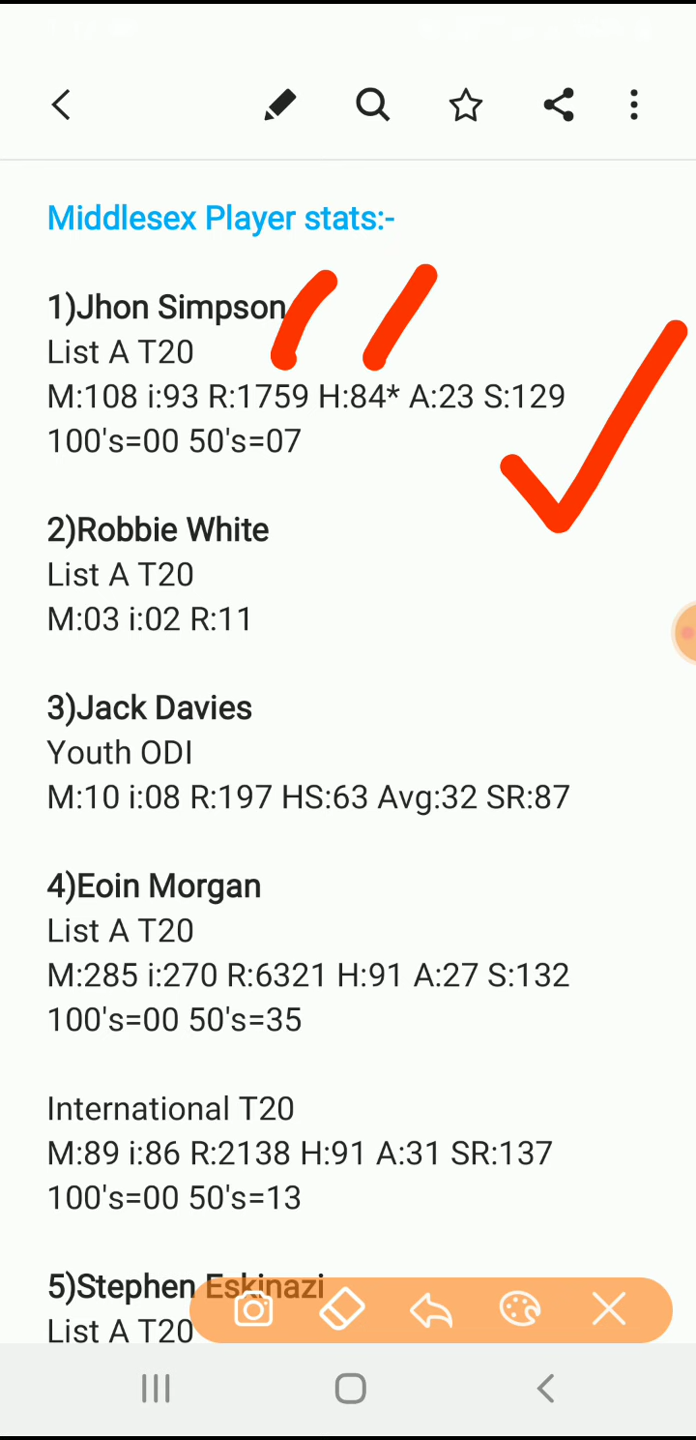 Middlesex Player stats:-
1)Jhon Simpson
List A T20
M:108 i:93 R:1759 H:84* A:23 S:129
100's=00 50's=07
2)Robbie White
List A T20
M:03 i:02 R:11
3)Jack Davies
Youth ODI
M:10 i:08 R:197 HS:63 Avg:32 SR:87
4)Eoin Morgan
List A T20
M:285 i:270 R:6321 H:91 A:27 S:132
100's=00 50's=35
International T20
M:89 i:86 R:2138 H:91 A:31 SR:137
100's=00 50's=13
5)Stephen Eskinazi
List A T20